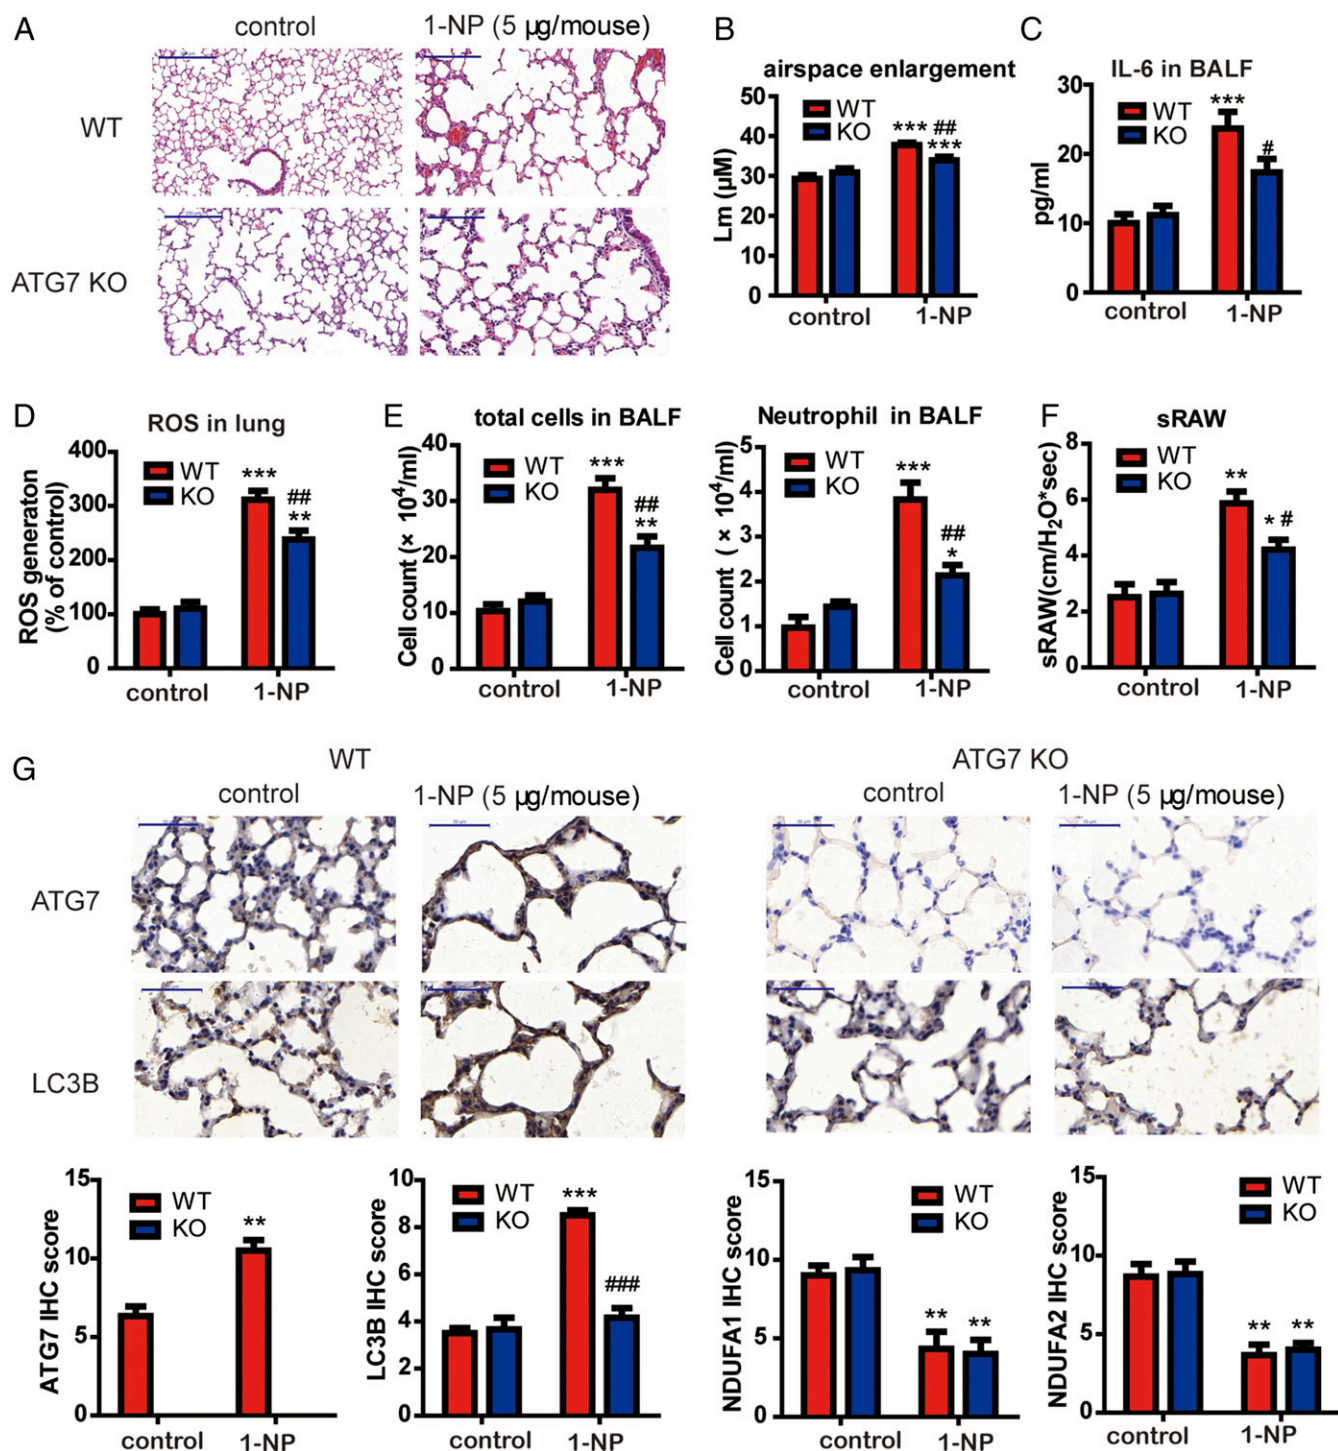 A
control
1-NP (5 µg/mouse)
WT
ATG7 KO
B
airspace enlargement
Lm (µM)
50
40
30
20
10
0
WT
KO
***
##
***
control
1-NP
C
IL-6 in BALF
pg/ml
30
20
10
0
WT
KO
***
#
control
1-NP
D
ROS in lung
ROS generaton
(% of control)
400
300
200
100
0
WT
KO
***
##
**
control
1-NP
E
total cells in BALF
Cell count (× 10⁴/ml)
40
30
20
10
0
WT
KO
***
##
**
control
1-NP
Neutrophil in BALF
Cell count ( × 10⁴/ml)
5
4
3
2
1
0
WT
KO
***
##
*
control
1-NP
F
sRAW
sRAW(cm/H₂O*sec)
8
6
4
2
0
WT
KO
**
* #
control
1-NP
G
WT
ATG7 KO
control
1-NP (5 µg/mouse)
control
1-NP (5 µg/mouse)
ATG7
LC3B
ATG7 IHC score
15
10
5
0
WT
KO
**
control
1-NP
LC3B IHC score
10
8
6
4
2
0
WT
KO
***
###
control
1-NP
NDUFA1 IHC score
15
10
5
0
WT
KO
**
**
control
1-NP
NDUFA2 IHC score
15
10
5
0
WT
KO
**
**
control
1-NP